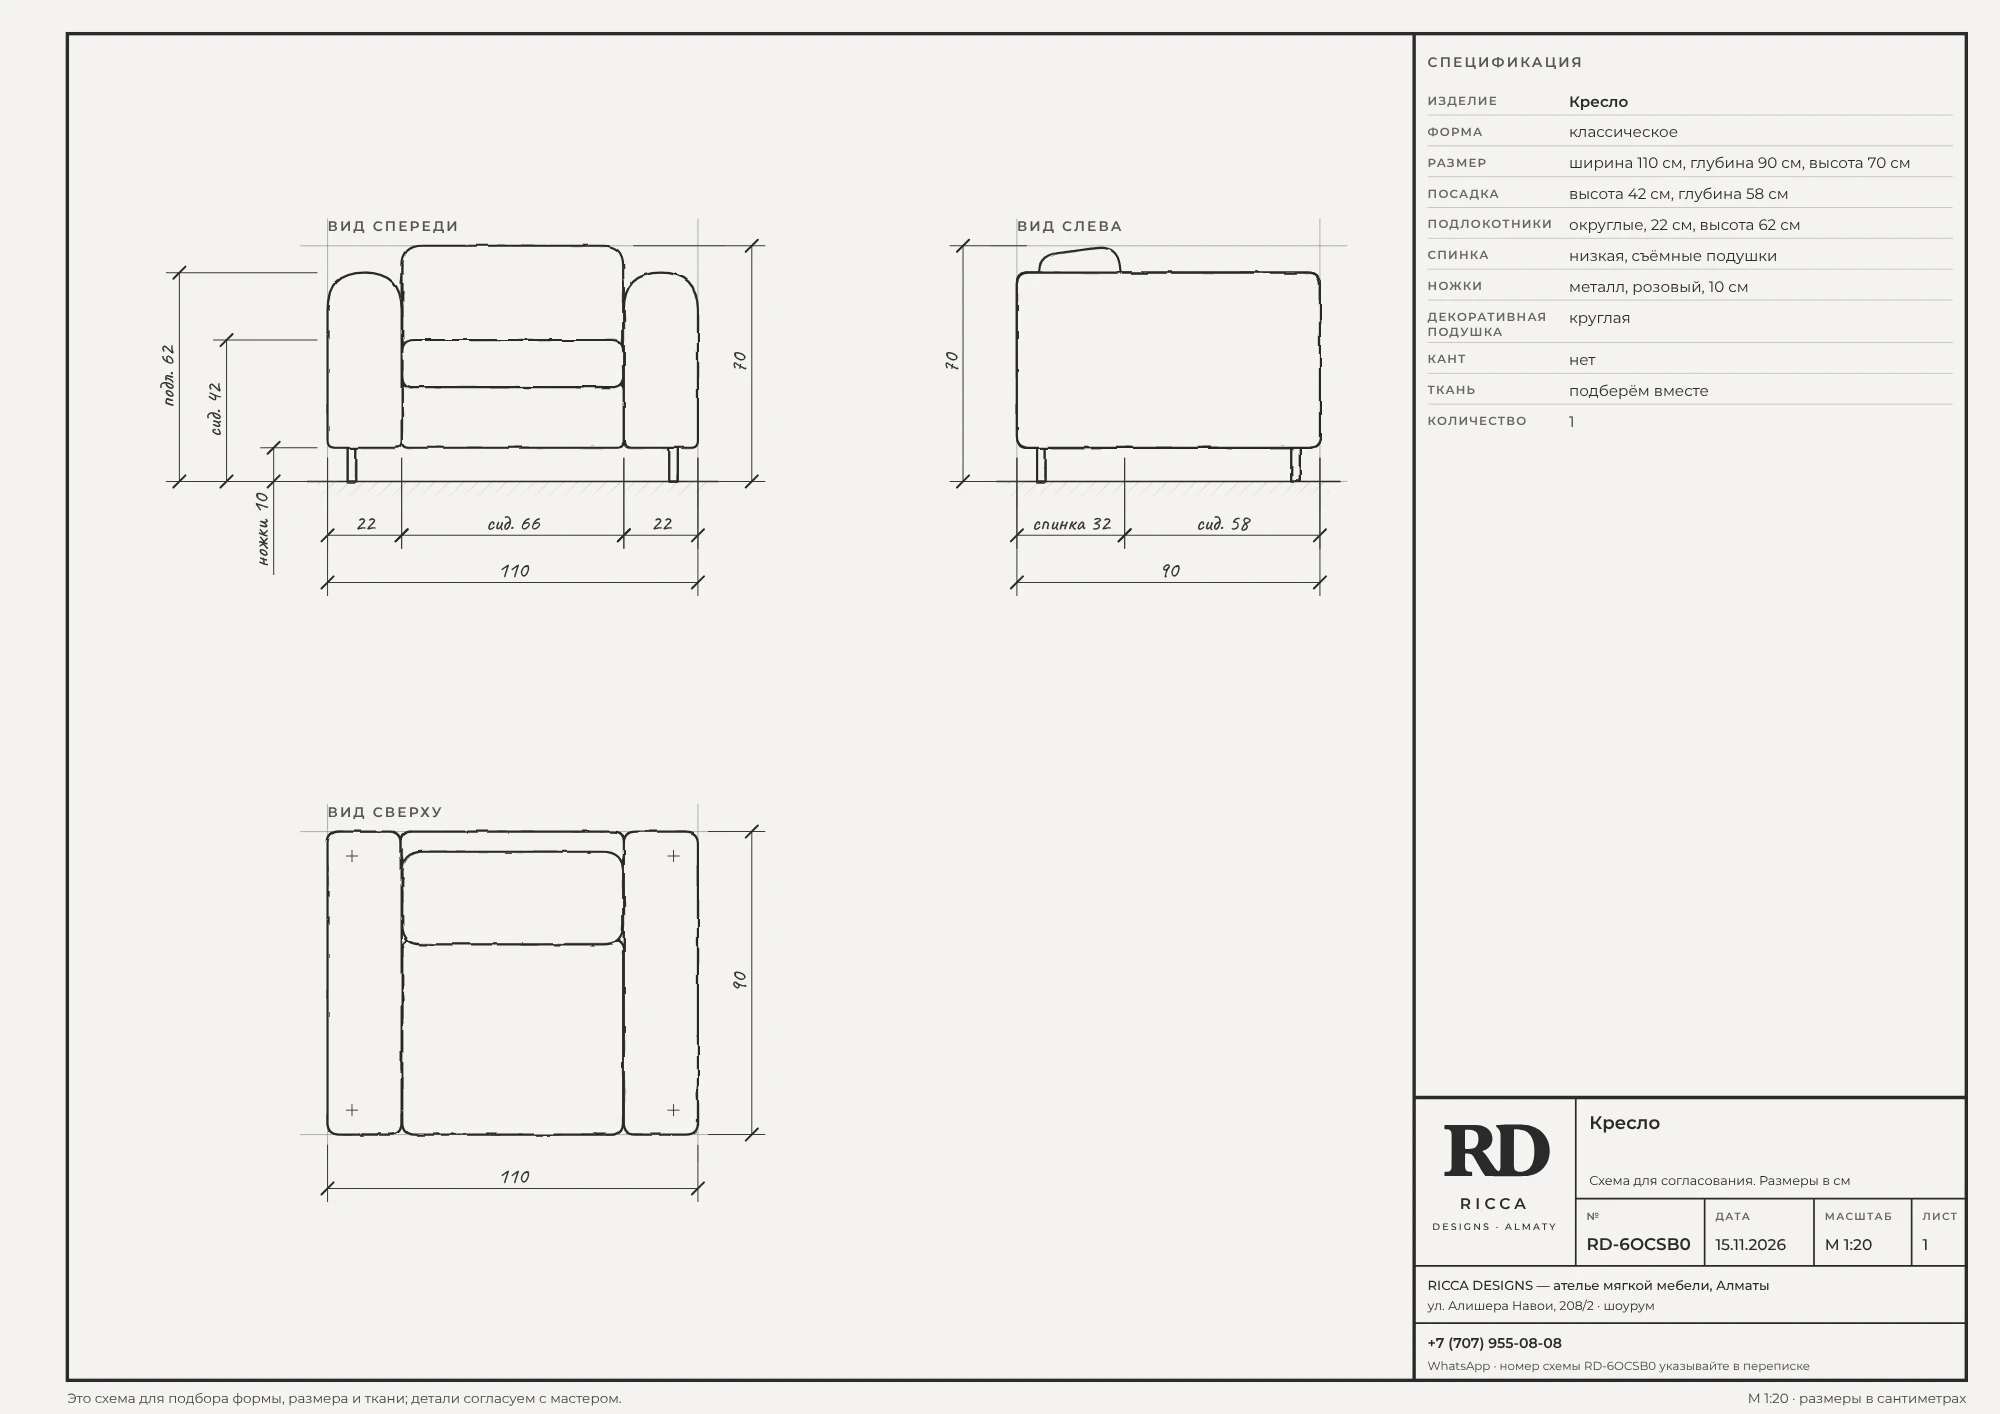 ВИД СПЕРЕДИ
подл. 62
сид. 42
ножки 10
70
22
сид. 66
22
110
ВИД СЛЕВА
70
спинка 32
сид. 58
90
ВИД СВЕРХУ
90
110
СПЕЦИФИКАЦИЯ
ИЗДЕЛИЕ Кресло
ФОРМА классическое
РАЗМЕР ширина 110 см, глубина 90 см, высота 70 см
ПОСАДКА высота 42 см, глубина 58 см
ПОДЛОКОТНИКИ округлые, 22 см, высота 62 см
СПИНКА низкая, съёмные подушки
НОЖКИ металл, розовый, 10 см
ДЕКОРАТИВНАЯ ПОДУШКА круглая
КАНТ нет
ТКАНЬ подберём вместе
КОЛИЧЕСТВО 1
RD
RICCA
DESIGNS · ALMATY
Кресло
Схема для согласования. Размеры в см
№ RD-6OCSB0
ДАТА 15.11.2026
МАСШТАБ М 1:20
ЛИСТ 1
RICCA DESIGNS — ателье мягкой мебели, Алматы
ул. Алишера Навои, 208/2 · шоурум
+7 (707) 955-08-08
WhatsApp · номер схемы RD-6OCSB0 указывайте в переписке
Это схема для подбора формы, размера и ткани; детали согласуем с мастером.
М 1:20 · размеры в сантиметрах